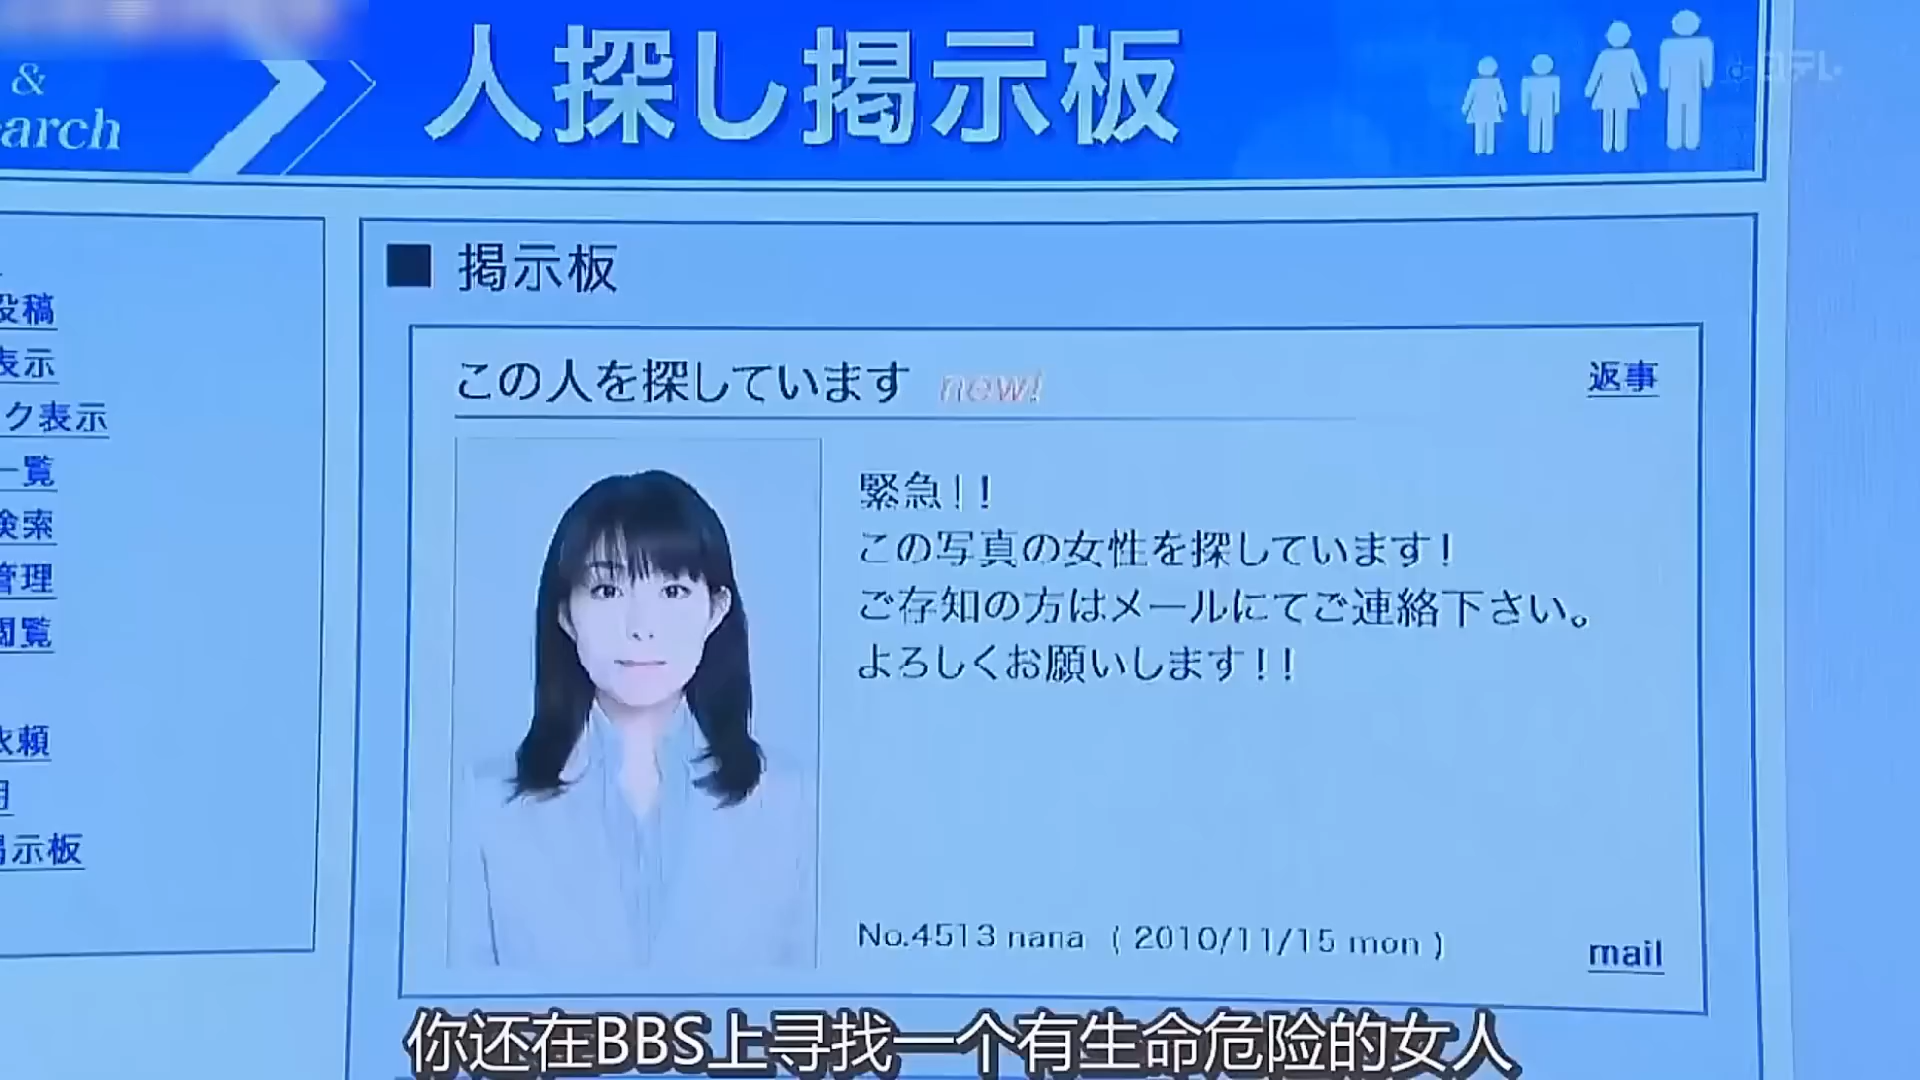 &
人探し掲示板
日テレ
arch
■ 掲示板
投稿
表示
ク表示
一覧
検索
管理
閲覧
依頼
掲示板
この人を探しています new!
返事
緊急!!
この写真の女性を探しています!
ご存知の方はメールにてご連絡下さい。
よろしくお願いします!!
No.4513 nana ( 2010/11/15 mon )
mail
你还在BBS上寻找一个有生命危险的女人